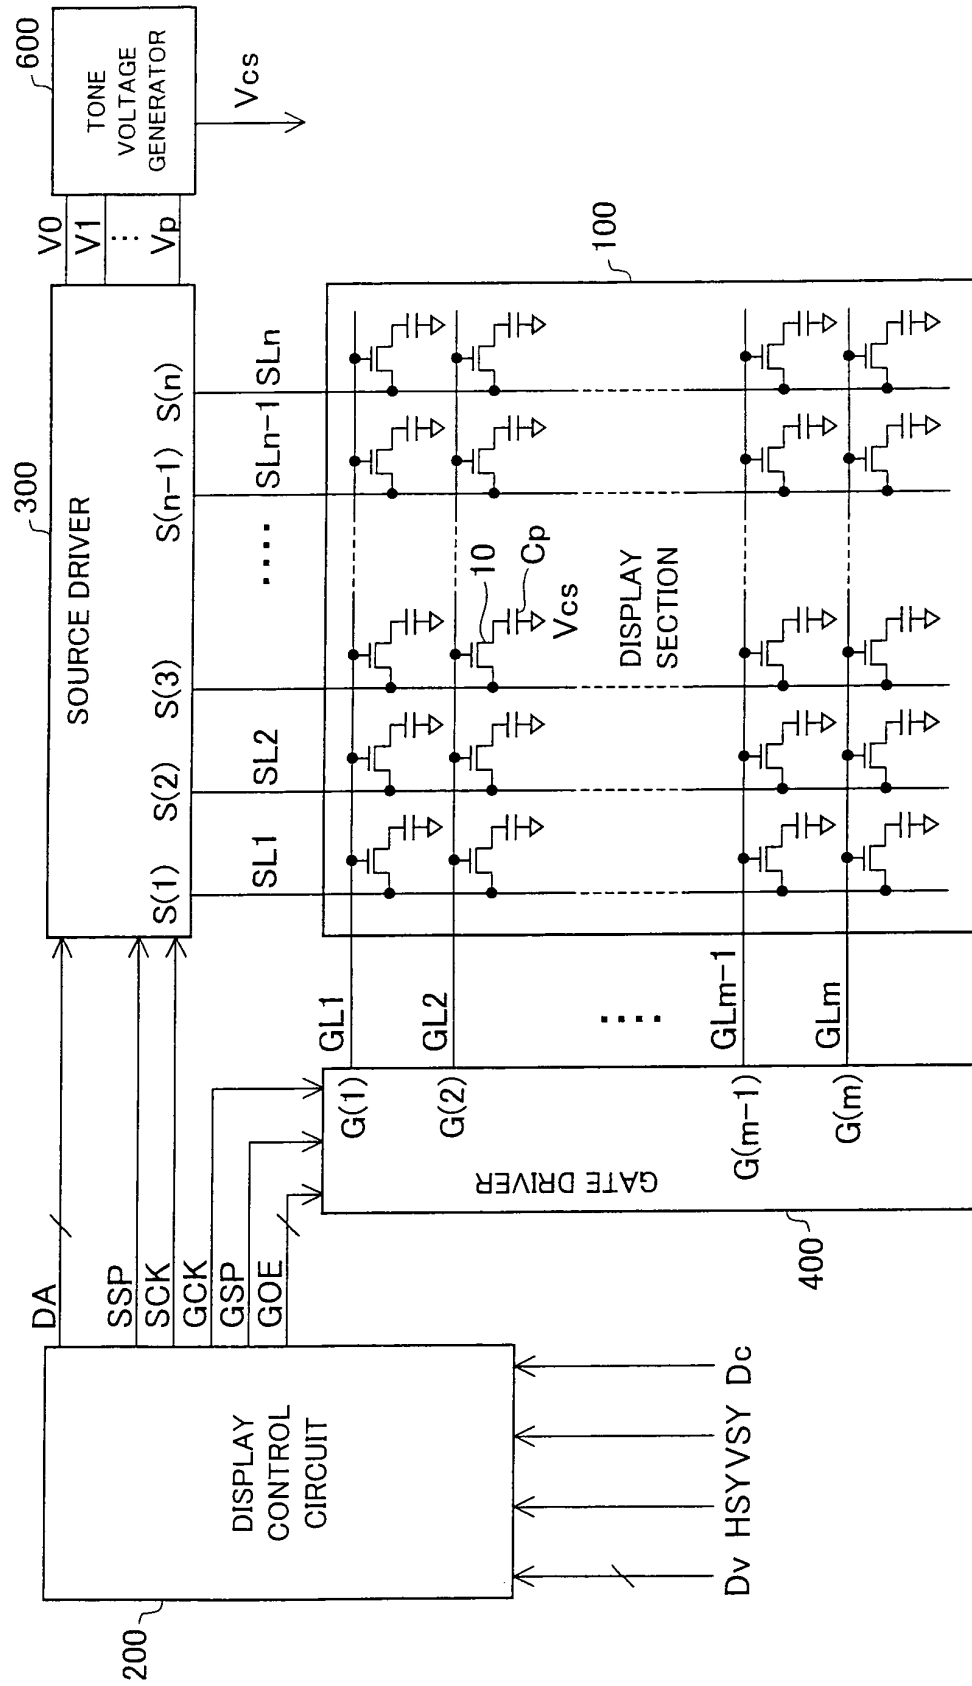 600
TONE
VOLTAGE
GENERATOR
Vcs
V0
V1
⋮
Vp
300
SOURCE DRIVER
S(1)
S(2)
S(3)
S(n-1)
S(n)
SL1
SL2
....
SLn-1
SLn
100
10
Cp
Vcs
DISPLAY
SECTION
GL1
GL2
....
GLm-1
GLm
G(1)
G(2)
G(m-1)
G(m)
GATE DRIVER
400
DA
SSP
SCK
GCK
GSP
GOE
DISPLAY
CONTROL
CIRCUIT
200
Dv
HSY
VSY
Dc